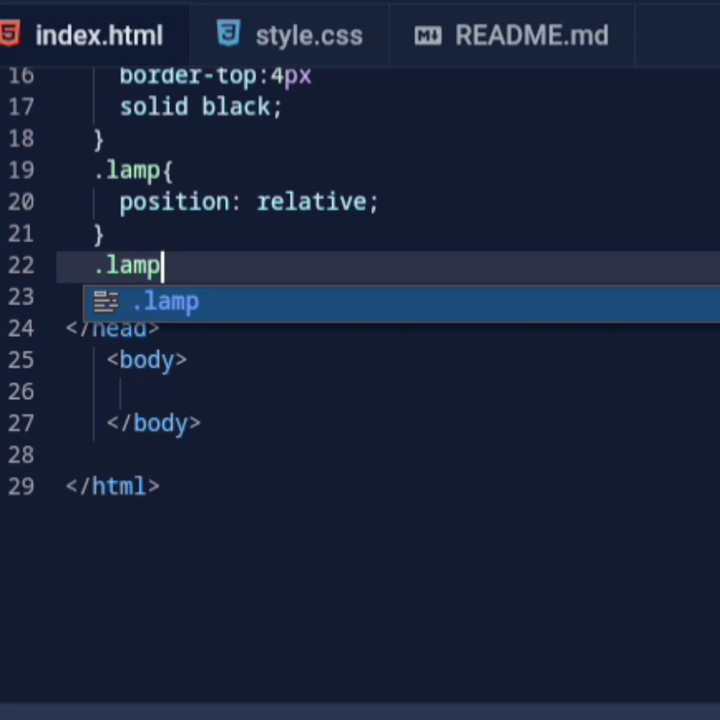 index.html style.css README.md
16 border-top:4px
17 solid black;
18 }
19 .lamp{
20 position: relative;
21 }
22 .lamp
23 .lamp
24 </head>
25 <body>
26
27 </body>
28
29 </html>